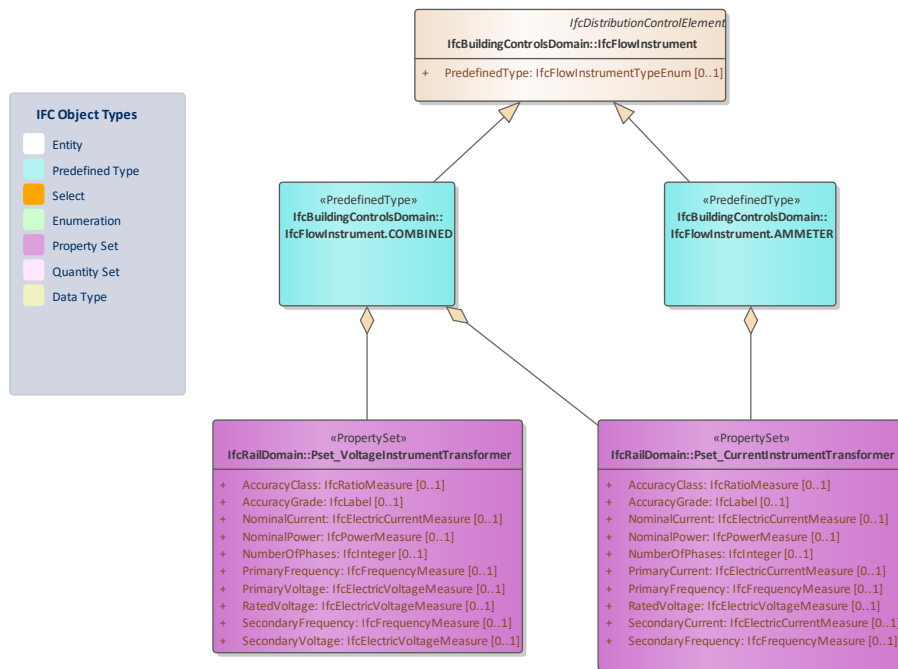 IfcDistributionControlElement
IfcBuildingControlsDomain::IfcFlowInstrument
+ PredefinedType: IfcFlowInstrumentTypeEnum [0..1]
IFC Object Types
Entity
Predefined Type
Select
Enumeration
Property Set
Quantity Set
Data Type
«PredefinedType»
IfcBuildingControlsDomain::
IfcFlowInstrument.COMBINED
«PredefinedType»
IfcBuildingControlsDomain::
IfcFlowInstrument.AMMETER
«PropertySet»
IfcRailDomain::Pset_VoltageInstrumentTransformer
+ AccuracyClass: IfcRatioMeasure [0..1]
+ AccuracyGrade: IfcLabel [0..1]
+ NominalCurrent: IfcElectricCurrentMeasure [0..1]
+ NominalPower: IfcPowerMeasure [0..1]
+ NumberOfPhases: IfcInteger [0..1]
+ PrimaryFrequency: IfcFrequencyMeasure [0..1]
+ PrimaryVoltage: IfcElectricVoltageMeasure [0..1]
+ RatedVoltage: IfcElectricVoltageMeasure [0..1]
+ SecondaryFrequency: IfcFrequencyMeasure [0..1]
+ SecondaryVoltage: IfcElectricVoltageMeasure [0..1]
«PropertySet»
IfcRailDomain::Pset_CurrentInstrumentTransformer
+ AccuracyClass: IfcRatioMeasure [0..1]
+ AccuracyGrade: IfcLabel [0..1]
+ NominalCurrent: IfcElectricCurrentMeasure [0..1]
+ NominalPower: IfcPowerMeasure [0..1]
+ NumberOfPhases: IfcInteger [0..1]
+ PrimaryCurrent: IfcElectricCurrentMeasure [0..1]
+ PrimaryFrequency: IfcFrequencyMeasure [0..1]
+ RatedVoltage: IfcElectricVoltageMeasure [0..1]
+ SecondaryCurrent: IfcElectricCurrentMeasure [0..1]
+ SecondaryFrequency: IfcFrequencyMeasure [0..1]